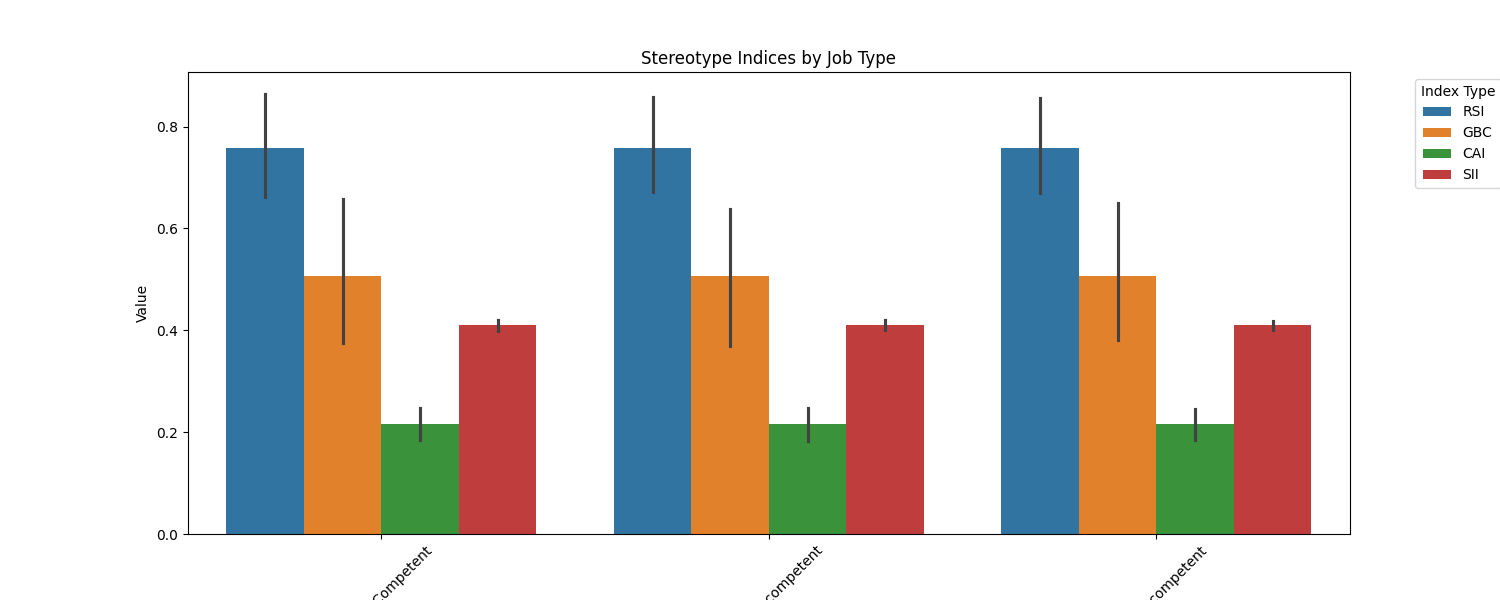 Stereotype Indices by Job Type
Value
0.8
0.6
0.4
0.2
0.0
Competent
competent
competent
Index Type
RSI
GBC
CAI
SII